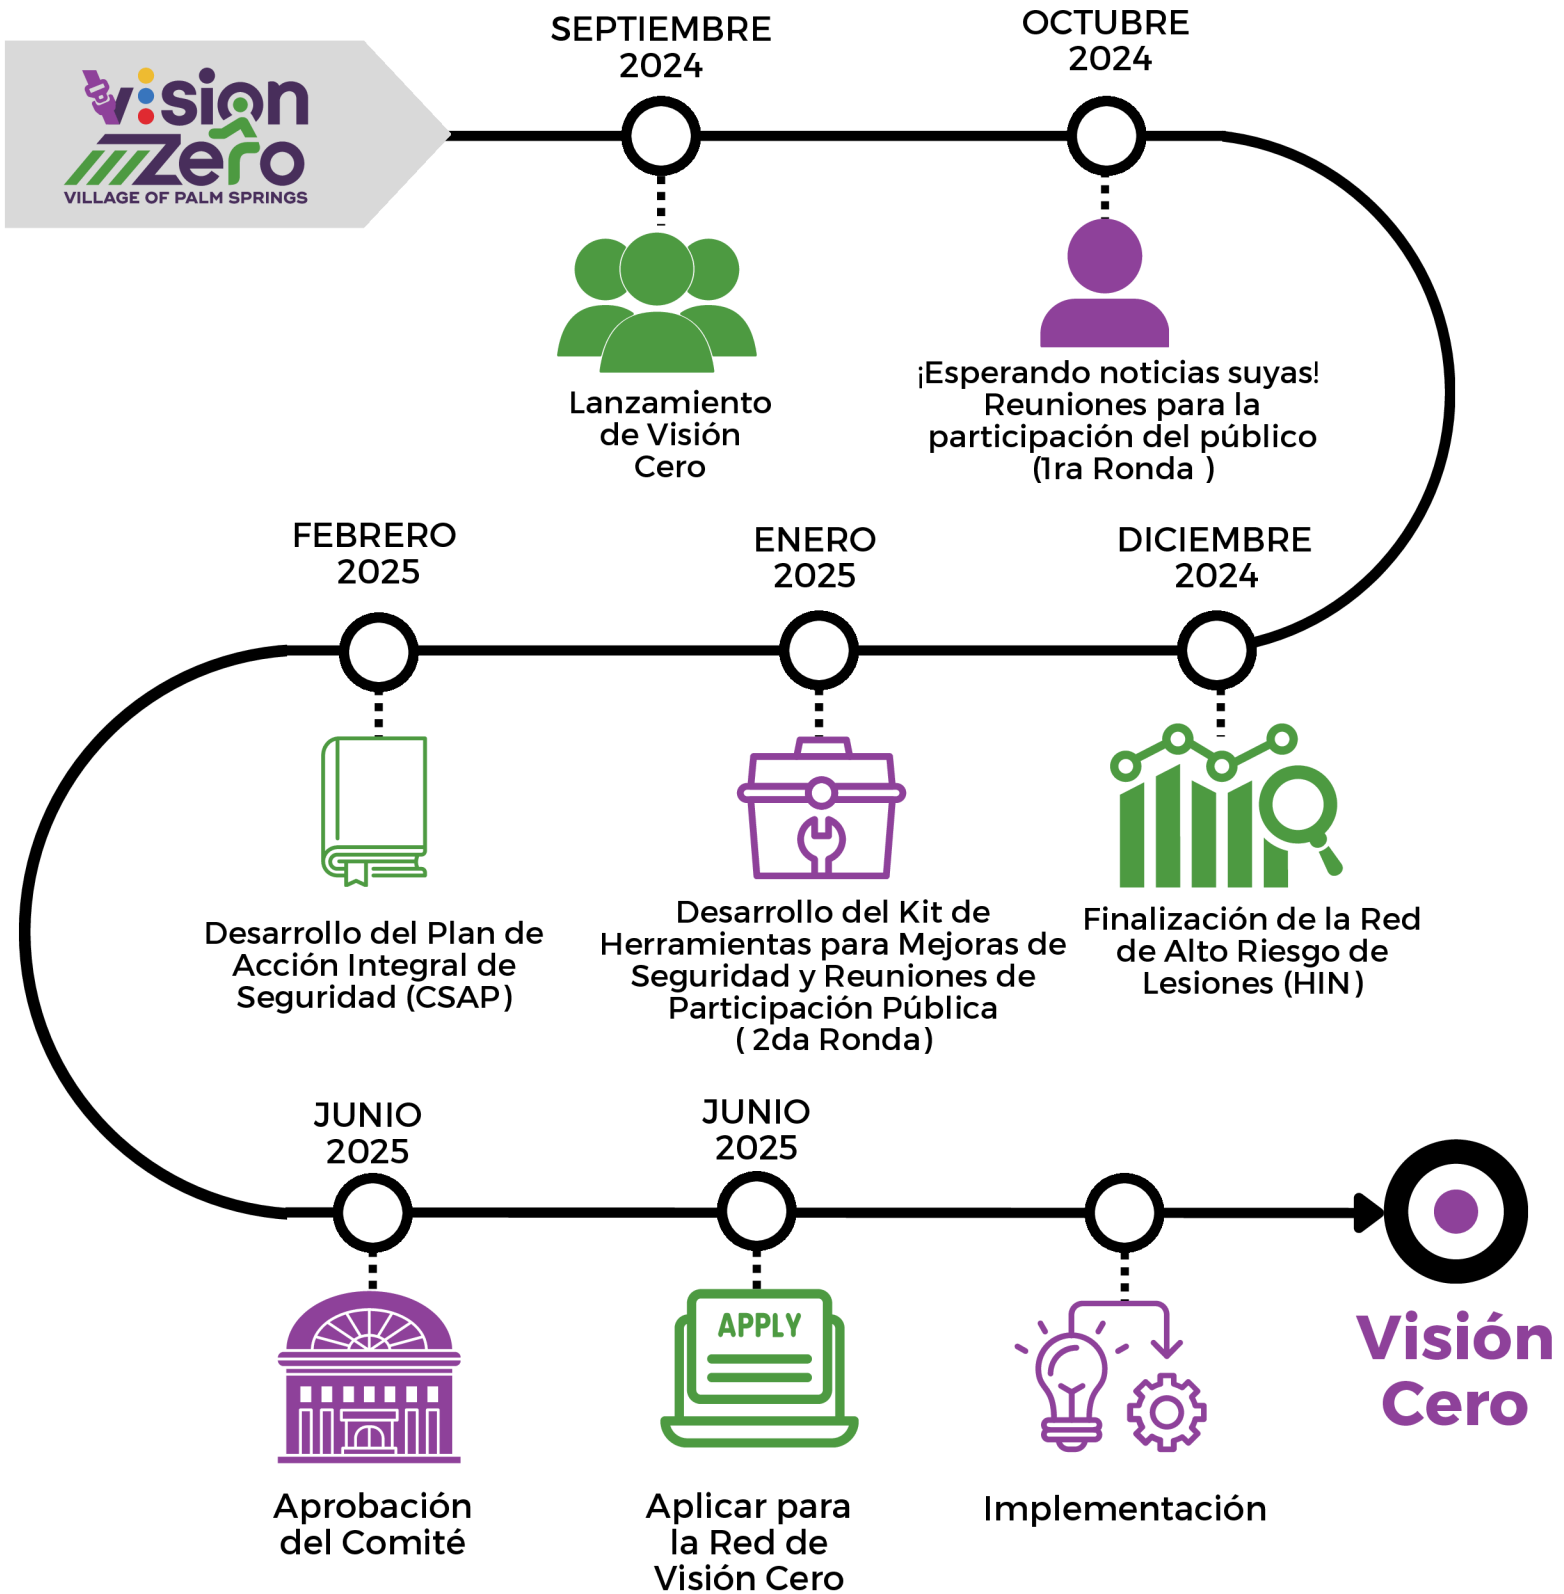 vision
Zero
VILLAGE OF PALM SPRINGS
SEPTIEMBRE
2024
Lanzamiento
de Visión
Cero
OCTUBRE
2024
¡Esperando noticias suyas!
Reuniones para la
participación del público
(1ra Ronda )
DICIEMBRE
2024
Finalización de la Red
de Alto Riesgo de
Lesiones (HIN)
ENERO
2025
Desarrollo del Kit de
Herramientas para Mejoras de
Seguridad y Reuniones de
Participación Pública
( 2da Ronda)
FEBRERO
2025
Desarrollo del Plan de
Acción Integral de
Seguridad (CSAP)
JUNIO
2025
Aprobación
del Comité
JUNIO
2025
APPLY
Aplicar para
la Red de
Visión Cero
Implementación
Visión
Cero